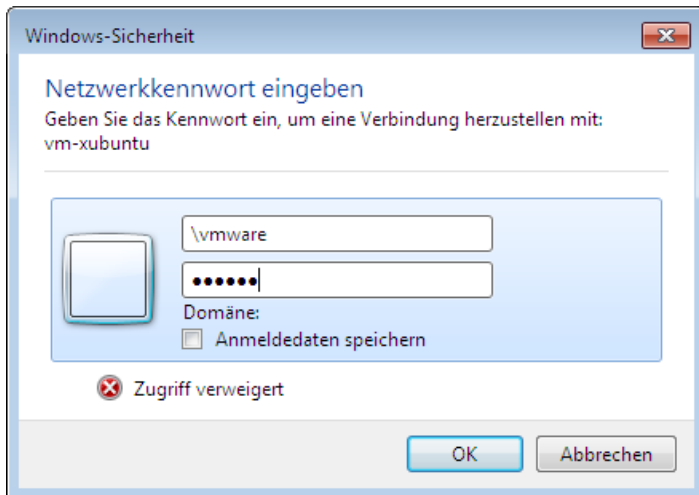 Windows-Sicherheit
Netzwerkkennwort eingeben
Geben Sie das Kennwort ein, um eine Verbindung herzustellen mit:
vm-xubuntu
\vmware
●●●●●●
Domäne:
Anmeldedaten speichern
Zugriff verweigert
OK
Abbrechen